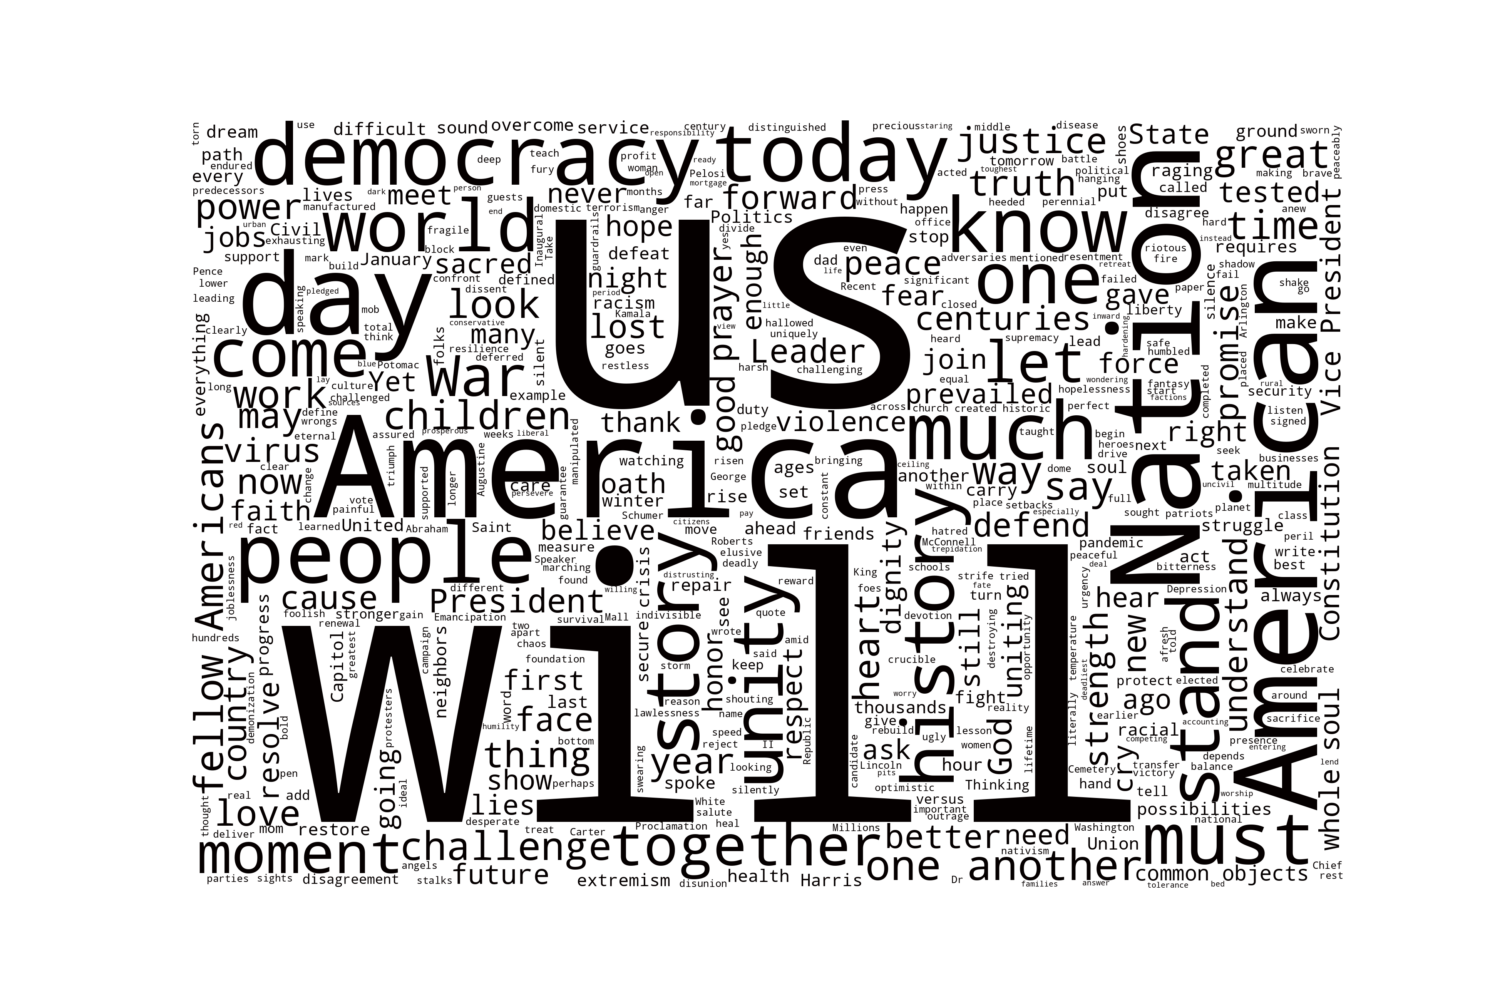 torn dream use difficult sound overcome service responsibility century distinguished precious staring middle disease shoes State ground sworn
path endured every democracy deep teach fury profit woman open ready Pelosi mortgage today justice tomorrow battle political hanging great making brave peaceably
predecessors lives dark meet person guests never months far forward press without acted toughest truth heeded perennial put raging called tested anew
power manufactured world end domestic terrorism anger Politics divide happen office know disagree hard time instead
jobs urban Civil exhausting fragile Inaugural Take guardrails hope yes us even stop adversaries mentioned resentment retreat riotous fire requires
support mark build block January sacred confront defeat enough dad life peace one failed Nation shadow fail
Pence lower leading day speaking pledged dissent defined night prayer Recent fear significant closed gave paper silence Arlington shake go Vice President
clearly mob total think look conservative period racism Kamala little hallowed uniquely centuries inward liberty promise make
everything come folks many resilience deferred silent lost view heard supremacy lead hardening safe humbled placed American
long blue Potomac goes restless Leader harsh challenging join let force
lay culture Yet War example good equal wondering hopelessness fantasy start factions completed rural security
work sources challenged children duty across prevailed perfect listen signed
may define wrongs thank pledge violence church created historic much taught begin heroes next right
virus eternal assured prosperous weeks liberal manipulated America drive seek businesses
now clear change triumph supported longer Augustine care persevere guarantee watching risen ages bringing ceiling another way dome soul taken uncivil multitude
faith vote painful oath winter George set constant within carry say full planet class Constitution
red fact learned United Abraham Saint Schumer rise pay place setbacks especially sought patriots struggle
Americans people believe citizens move ahead friends hatred defend pandemic peril
joblessness measure Speaker marching Roberts elusive deadly dignity McConnell trepidation peaceful deal act bitterness write best
different found willing crisis distrusting repair reward King foes schools strife tried fate turn urgency Depression always
cause foolish stronger gain President survival Mall indivisible see quote devotion hear
hundreds renewal Emancipation two apart chaos secure story wrote amid heart history uniting strength new afresh told understand
fellow country progress Capitol greatest campaign neighbors foundation storm honor unity said keep crucible still destroying opportunity stand celebrate
resolve demonization bold protesters first last word reason shouting respect worry God fight reality temperature deadliest protect elected ago
humility face lawlessness name thousands give rebuild ugly lesson women literally earlier racial competing accounting around sacrifice soul
real pen going ideal thing bottom swearing year speed reject II looking Republic candidate ask Lincoln pits hour lifetime cry transfer victory depends balance presence entering whole lend
thought add show perhaps spoke silently optimistic Thinking Cemetery hand tell worship
love lies White salute versus important outrage possibilities national
deliver mom restore desperate will treat Carter Proclamation heal Millions better need Washington Union must
moment angels challenge together nativism one another Chief
parties sights disagreement stalks future extremism disunion health Harris Dr families answer common objects tolerance bed rest